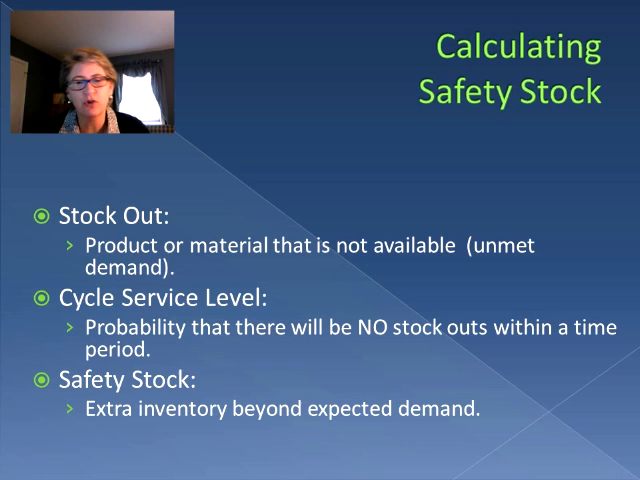 Calculating
Safety Stock
Stock Out:
Product or material that is not available (unmet
demand).
Cycle Service Level:
Probability that there will be NO stock outs within a time
period.
Safety Stock:
Extra inventory beyond expected demand.